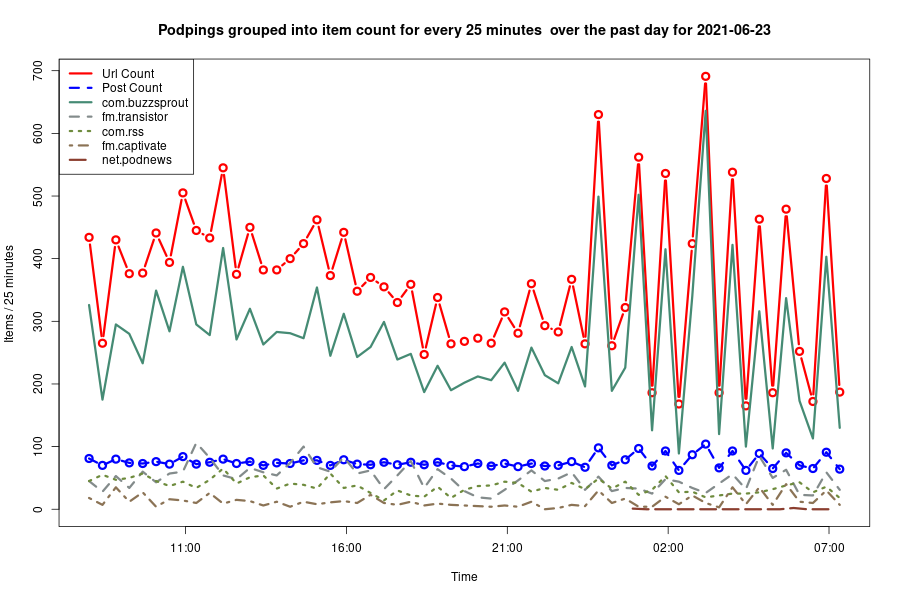 Podpings grouped into item count for every 25 minutes  over the past day for 2021-06-23
Url Count
Post Count
com.buzzsprout
fm.transistor
com.rss
fm.captivate
net.podnews
Items / 25 minutes
700
600
500
400
300
200
100
0
11:00
16:00
21:00
02:00
07:00
Time